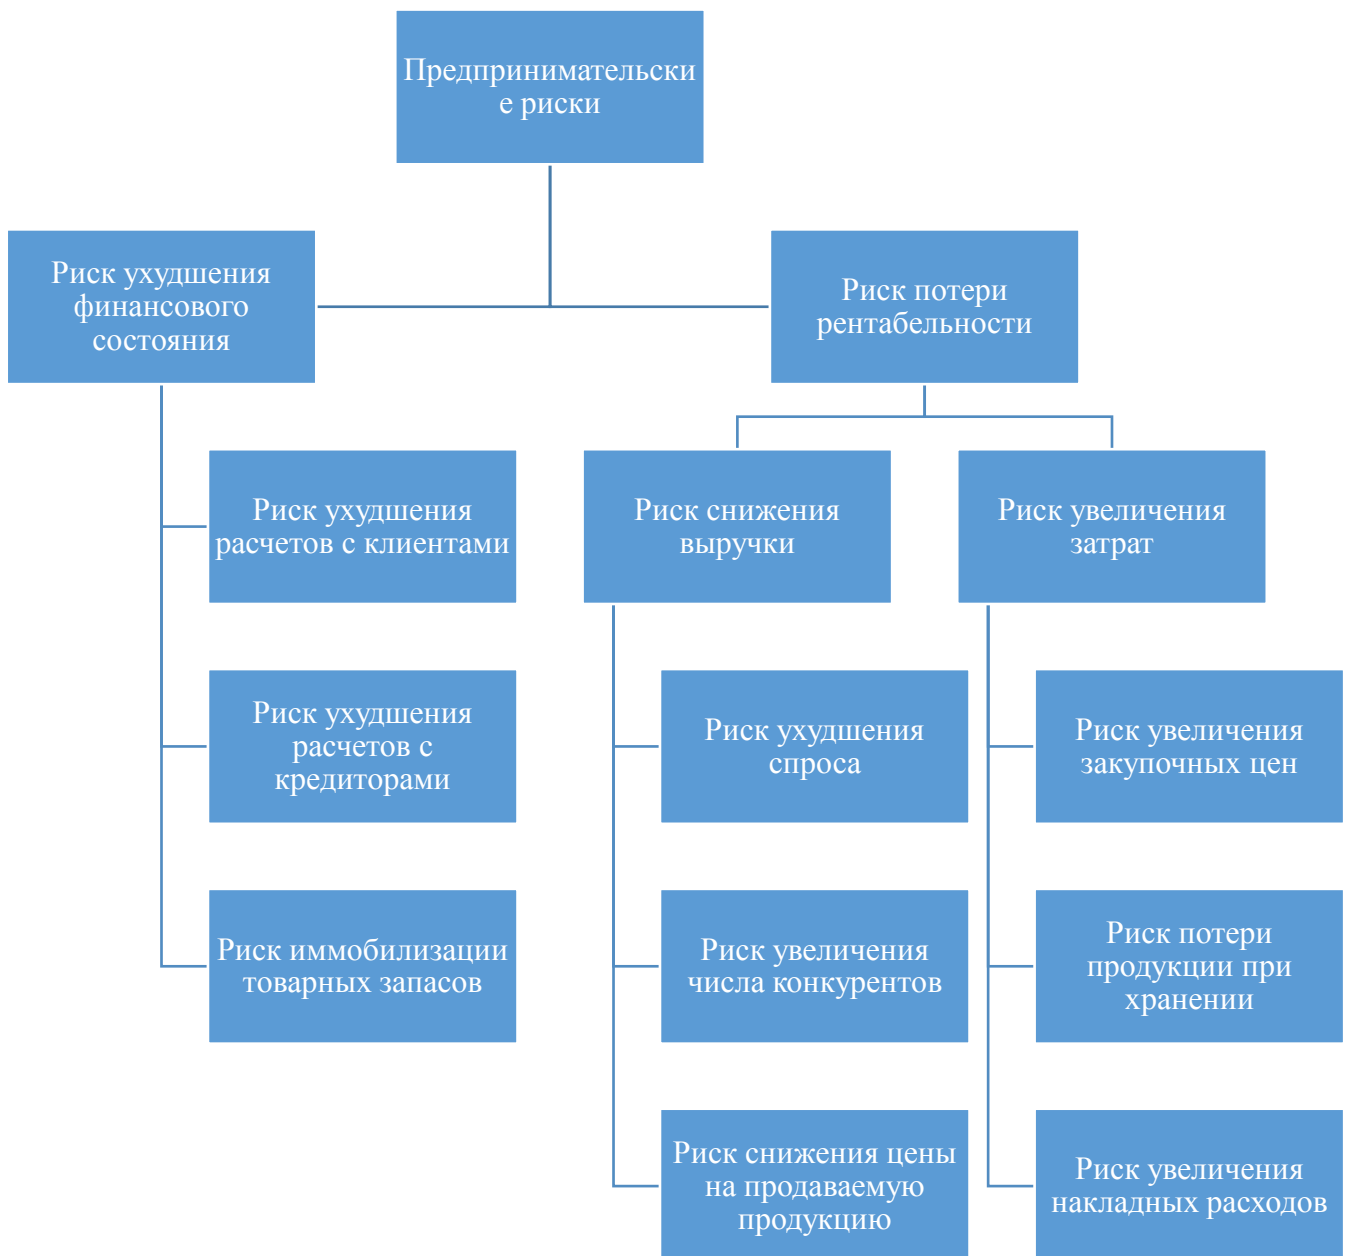 Предпринимательски
е риски
Риск ухудшения
финансового
состояния
Риск потери
рентабельности
Риск ухудшения
расчетов с клиентами
Риск снижения
выручки
Риск увеличения
затрат
Риск ухудшения
расчетов с
кредиторами
Риск ухудшения
спроса
Риск увеличения
закупочных цен
Риск иммобилизации
товарных запасов
Риск увеличения
числа конкурентов
Риск потери
продукции при
хранении
Риск снижения цены
на продаваемую
продукцию
Риск увеличения
накладных расходов